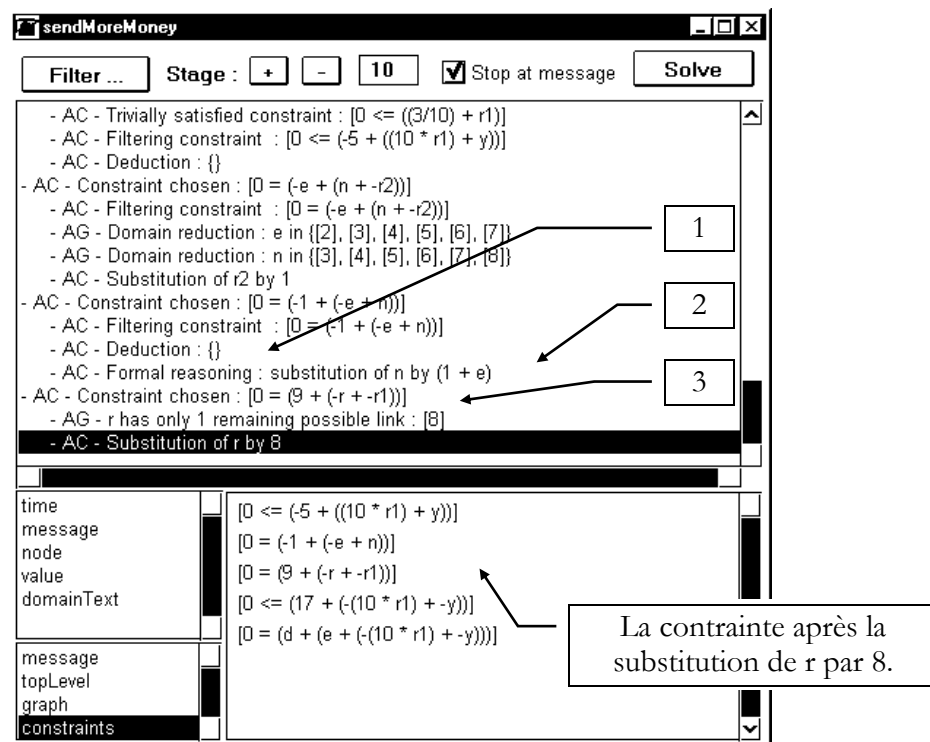 sendMoreMoney
Filter ... Stage : + - 10 Stop at message Solve
- AC - Trivially satisfied constraint : [0 <= ((3/10) + r1)]
- AC - Filtering constraint : [0 <= (-5 + ((10 * r1) + y))]
- AC - Deduction : {}
- AC - Constraint chosen : [0 = (-e + (n + -r2))]
- AC - Filtering constraint : [0 = (-e + (n + -r2))]
- AG - Domain reduction : e in {[2], [3], [4], [5], [6], [7]}
- AG - Domain reduction : n in {[3], [4], [5], [6], [7], [8]}
- AC - Substitution of r2 by 1
- AC - Constraint chosen : [0 = (-1 + (-e + n))]
- AC - Filtering constraint : [0 = (-1 + (-e + n))]
- AC - Deduction : {}
- AC - Formal reasoning : substitution of n by (1 + e)
- AC - Constraint chosen : [0 = (9 + (-r + -r1))]
- AG - r has only 1 remaining possible link : [8]
- AC - Substitution of r by 8
1
2
3
time
message
node
value
domainText
message
topLevel
graph
constraints
[0 <= (-5 + ((10 * r1) + y))]
[0 = (-1 + (-e + n))]
[0 = (9 + (-r + -r1))]
[0 <= (17 + (-(10 * r1) + -y))]
[0 = (d + (e + (-(10 * r1) + -y)))]
La contrainte après la
substitution de r par 8.